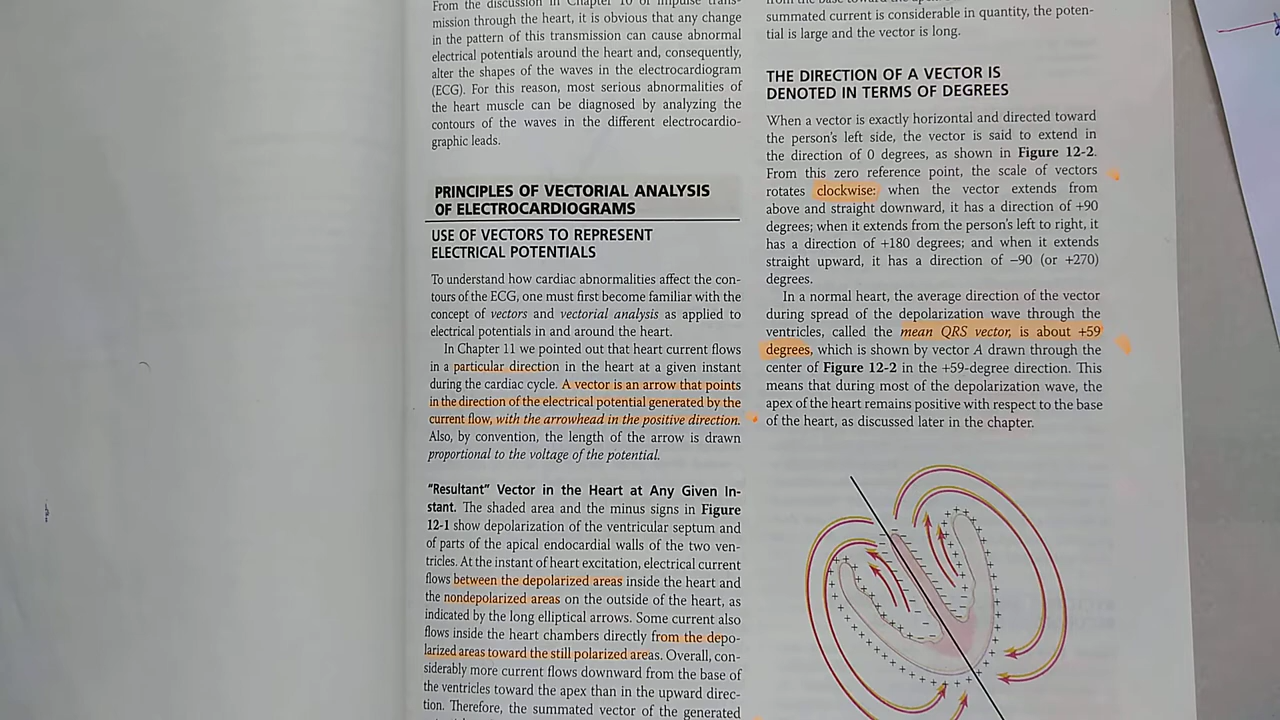 From the discussion in Chapter 10 of impulse trans-
mission through the heart, it is obvious that any change
in the pattern of this transmission can cause abnormal
electrical potentials around the heart and, consequently,
alter the shapes of the waves in the electrocardiogram
(ECG). For this reason, most serious abnormalities of
the heart muscle can be diagnosed by analyzing the
contours of the waves in the different electrocardio-
graphic leads.
PRINCIPLES OF VECTORIAL ANALYSIS
OF ELECTROCARDIOGRAMS
USE OF VECTORS TO REPRESENT
ELECTRICAL POTENTIALS
To understand how cardiac abnormalities affect the con-
tours of the ECG, one must first become familiar with the
concept of vectors and vectorial analysis as applied to
electrical potentials in and around the heart.
In Chapter 11 we pointed out that heart current flows
in a particular direction in the heart at a given instant
during the cardiac cycle. A vector is an arrow that points
in the direction of the electrical potential generated by the
current flow, with the arrowhead in the positive direction.
Also, by convention, the length of the arrow is drawn
proportional to the voltage of the potential.
"Resultant" Vector in the Heart at Any Given In-
stant. The shaded area and the minus signs in Figure
12-1 show depolarization of the ventricular septum and
of parts of the apical endocardial walls of the two ven-
tricles. At the instant of heart excitation, electrical current
flows between the depolarized areas inside the heart and
the nondepolarized areas on the outside of the heart, as
indicated by the long elliptical arrows. Some current also
flows inside the heart chambers directly from the depo-
larized areas toward the still polarized areas. Overall, con-
siderably more current flows downward from the base of
the ventricles toward the apex than in the upward direc-
tion. Therefore, the summated vector of the generated
summated current is considerable in quantity, the poten-
tial is large and the vector is long.
THE DIRECTION OF A VECTOR IS
DENOTED IN TERMS OF DEGREES
When a vector is exactly horizontal and directed toward
the person's left side, the vector is said to extend in
the direction of 0 degrees, as shown in Figure 12-2.
From this zero reference point, the scale of vectors
rotates clockwise: when the vector extends from
above and straight downward, it has a direction of +90
degrees; when it extends from the person's left to right, it
has a direction of +180 degrees; and when it extends
straight upward, it has a direction of −90 (or +270)
degrees.
In a normal heart, the average direction of the vector
during spread of the depolarization wave through the
ventricles, called the mean QRS vector, is about +59
degrees, which is shown by vector A drawn through the
center of Figure 12-2 in the +59-degree direction. This
means that during most of the depolarization wave, the
apex of the heart remains positive with respect to the base
of the heart, as discussed later in the chapter.